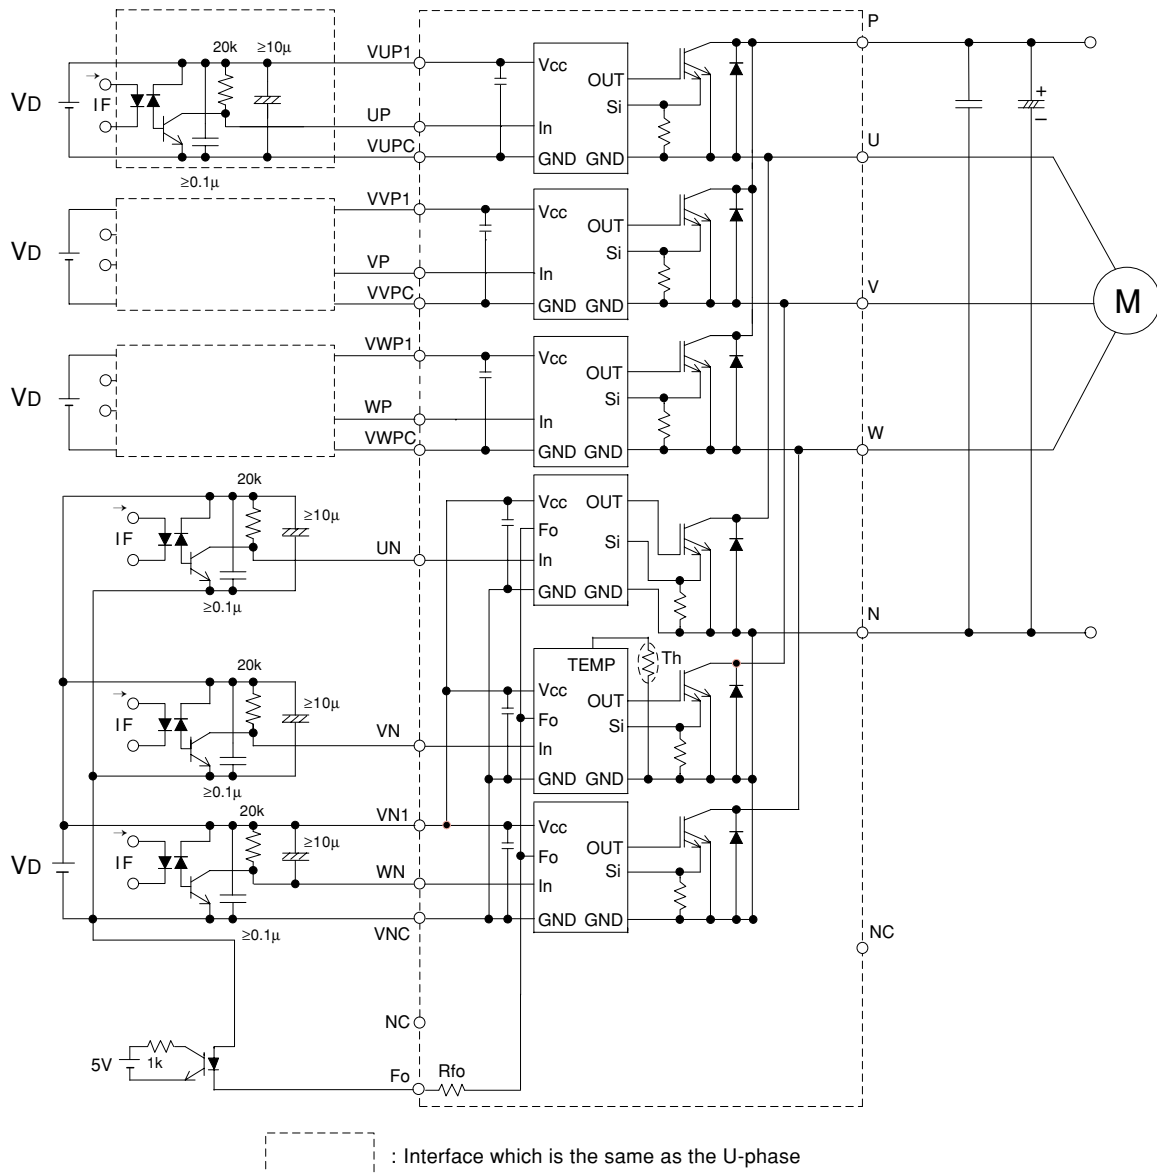 P
20k ≥10μ VUP1
VD IF Vcc OUT Si + −
UP In
VUPC GND GND U
≥0.1μ
VVP1 Vcc
VD OUT Si
VP In
VVPC GND GND V
M
VWP1 Vcc
VD OUT Si
WP In
VWPC GND GND W
20k
≥10μ
IF
Vcc OUT
Fo Si
UN In
GND GND
≥0.1μ
N
20k
≥10μ
IF
TEMP Th
Vcc OUT
Fo Si
VN In
GND GND
≥0.1μ
20k
VN1 Vcc
≥10μ
VD IF OUT
Fo Si
WN In
GND GND
VNC
≥0.1μ
NC
NC
5V 1k
Fo Rfo
: Interface which is the same as the U-phase